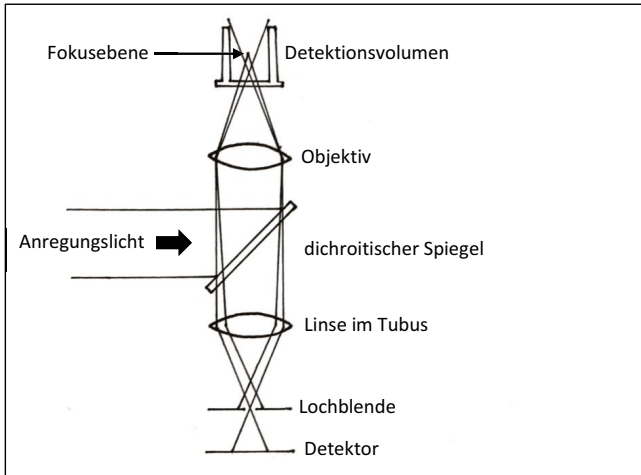 Fokusebene
Detektionsvolumen
Objektiv
Anregungslicht
dichroitischer Spiegel
Linse im Tubus
Lochblende
Detektor